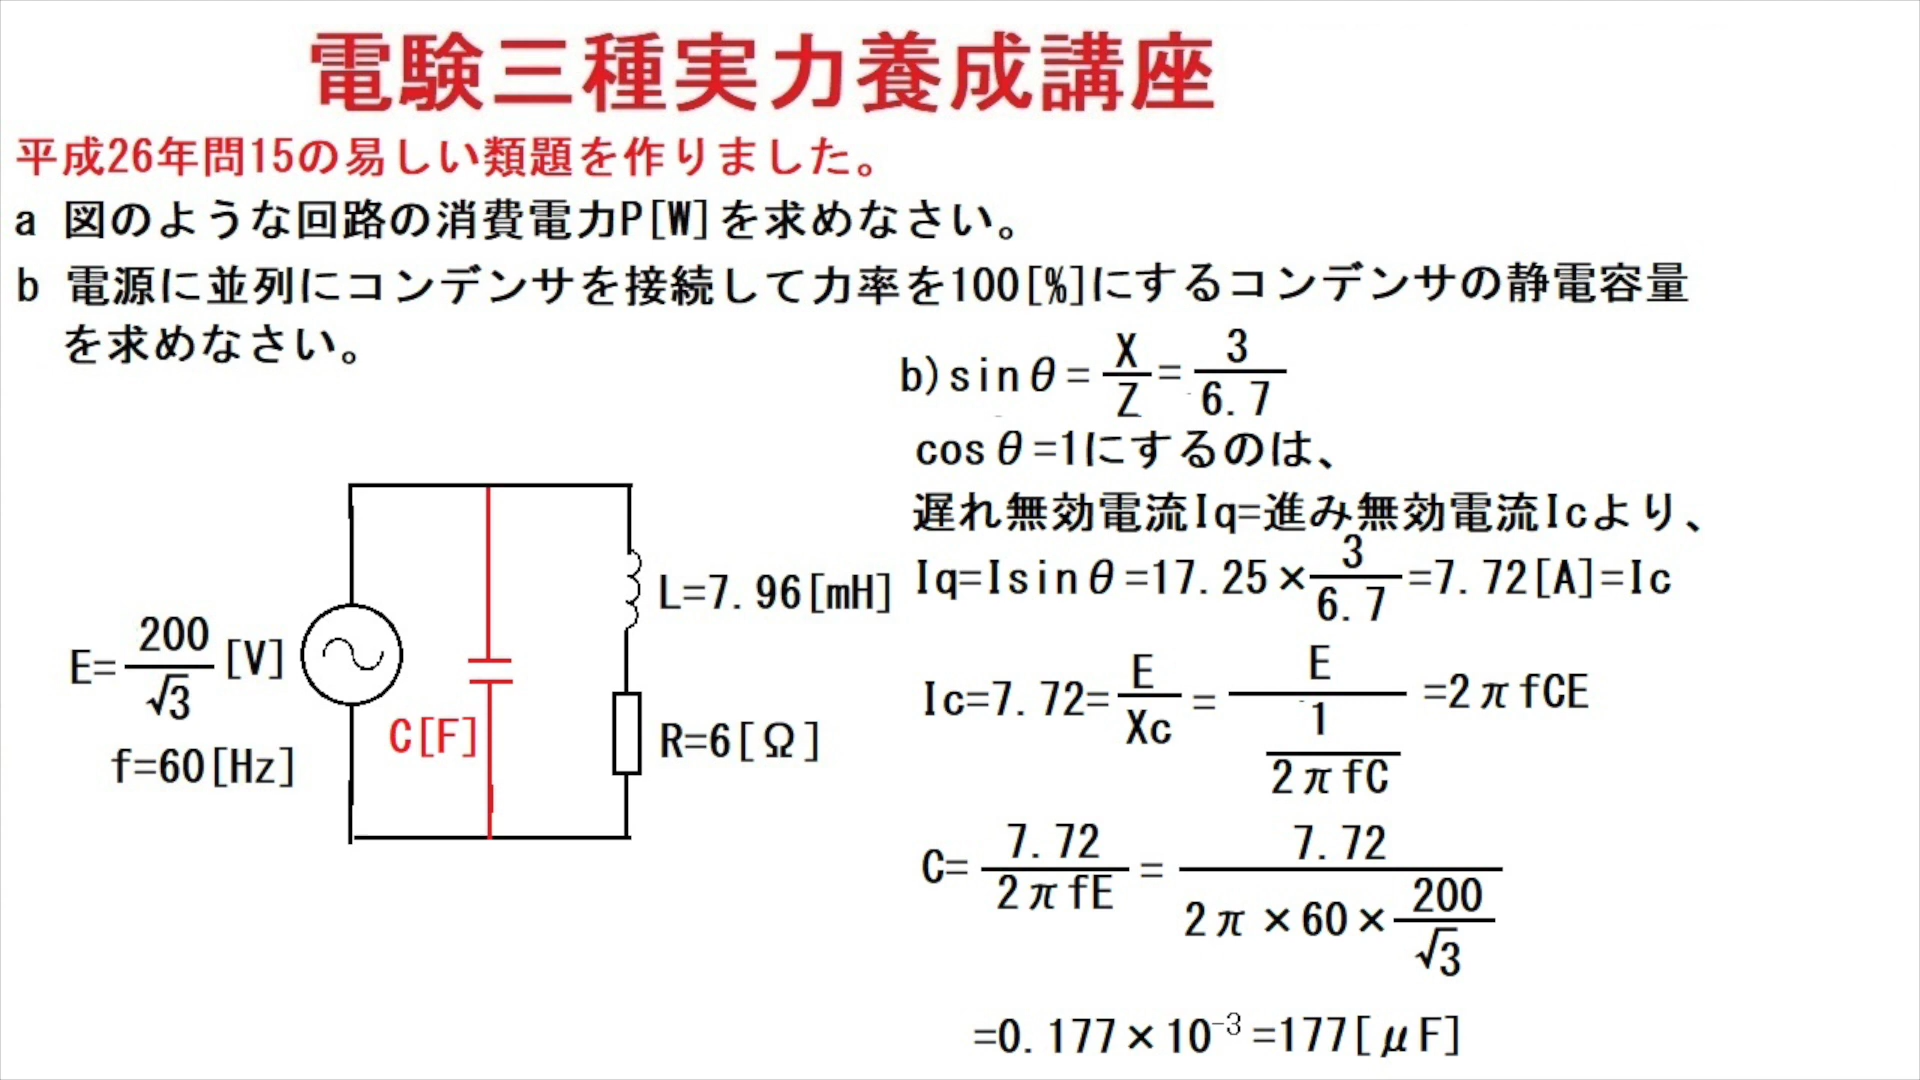 電験三種実力養成講座
平成26年問15の易しい類題を作りました。
a 図のような回路の消費電力P[W]を求めなさい。
b 電源に並列にコンデンサを接続して力率を100[%]にするコンデンサの静電容量
を求めなさい。
E=200/√3[V]
f=60[Hz]
C[F]
L=7.96[mH]
R=6[Ω]
b)sinθ=X/Z=3/6.7
cosθ=1にするのは、
遅れ無効電流Iq=進み無効電流Icより、
Iq=Isinθ=17.25×3/6.7=7.72[A]=Ic
Ic=7.72=E/Xc=E/(1/2πfC)=2πfCE
C=7.72/2πfE=7.72/(2π×60×200/√3)
=0.177×10⁻³=177[μF]